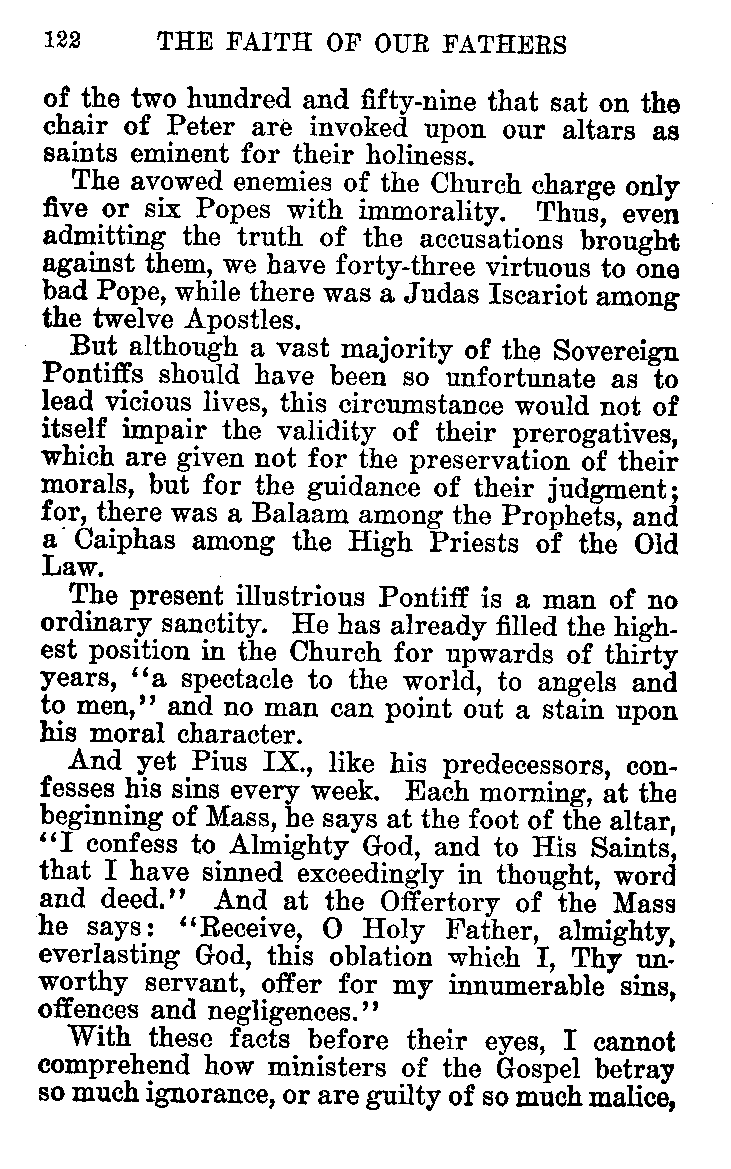 122 THE FAITH OF OUR FATHERS
of the two hundred and fifty-nine that sat on the
chair of Peter are invoked upon our altars as
saints eminent for their holiness.
The avowed enemies of the Church charge only
five or six Popes with immorality. Thus, even
admitting the truth of the accusations brought
against them, we have forty-three virtuous to one
bad Pope, while there was a Judas Iscariot among
the twelve Apostles.
But although a vast majority of the Sovereign
Pontiffs should have been so unfortunate as to
lead vicious lives, this circumstance would not of
itself impair the validity of their prerogatives,
which are given not for the preservation of their
morals, but for the guidance of their judgment;
for, there was a Balaam among the Prophets, and
a Caiphas among the High Priests of the Old
Law.
The present illustrious Pontiff is a man of no
ordinary sanctity. He has already filled the high-
est position in the Church for upwards of thirty
years, "a spectacle to the world, to angels and
to men," and no man can point out a stain upon
his moral character.
And yet Pius IX., like his predecessors, con-
fesses his sins every week. Each morning, at the
beginning of Mass, he says at the foot of the altar,
"I confess to Almighty God, and to His Saints,
that I have sinned exceedingly in thought, word
and deed." And at the Offertory of the Mass
he says: "Receive, O Holy Father, almighty,
everlasting God, this oblation which I, Thy un-
worthy servant, offer for my innumerable sins,
offences and negligences."
With these facts before their eyes, I cannot
comprehend how ministers of the Gospel betray
so much ignorance, or are guilty of so much malice,